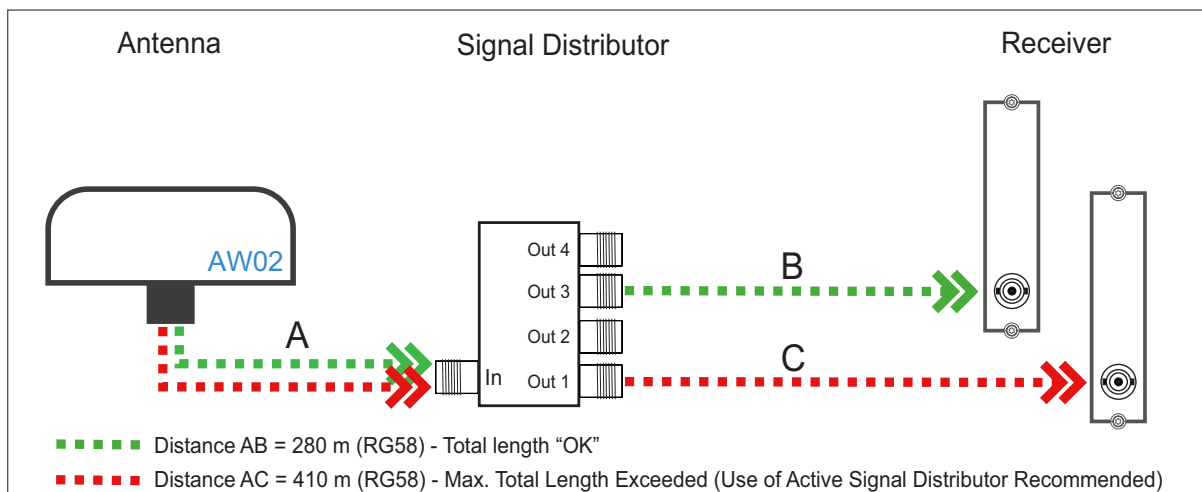 Antenna
Signal Distributor
Receiver
AW02
A
In
Out 4
Out 3
Out 2
Out 1
B
C
Distance AB = 280 m (RG58) - Total length “OK”
Distance AC = 410 m (RG58) - Max. Total Length Exceeded (Use of Active Signal Distributor Recommended)